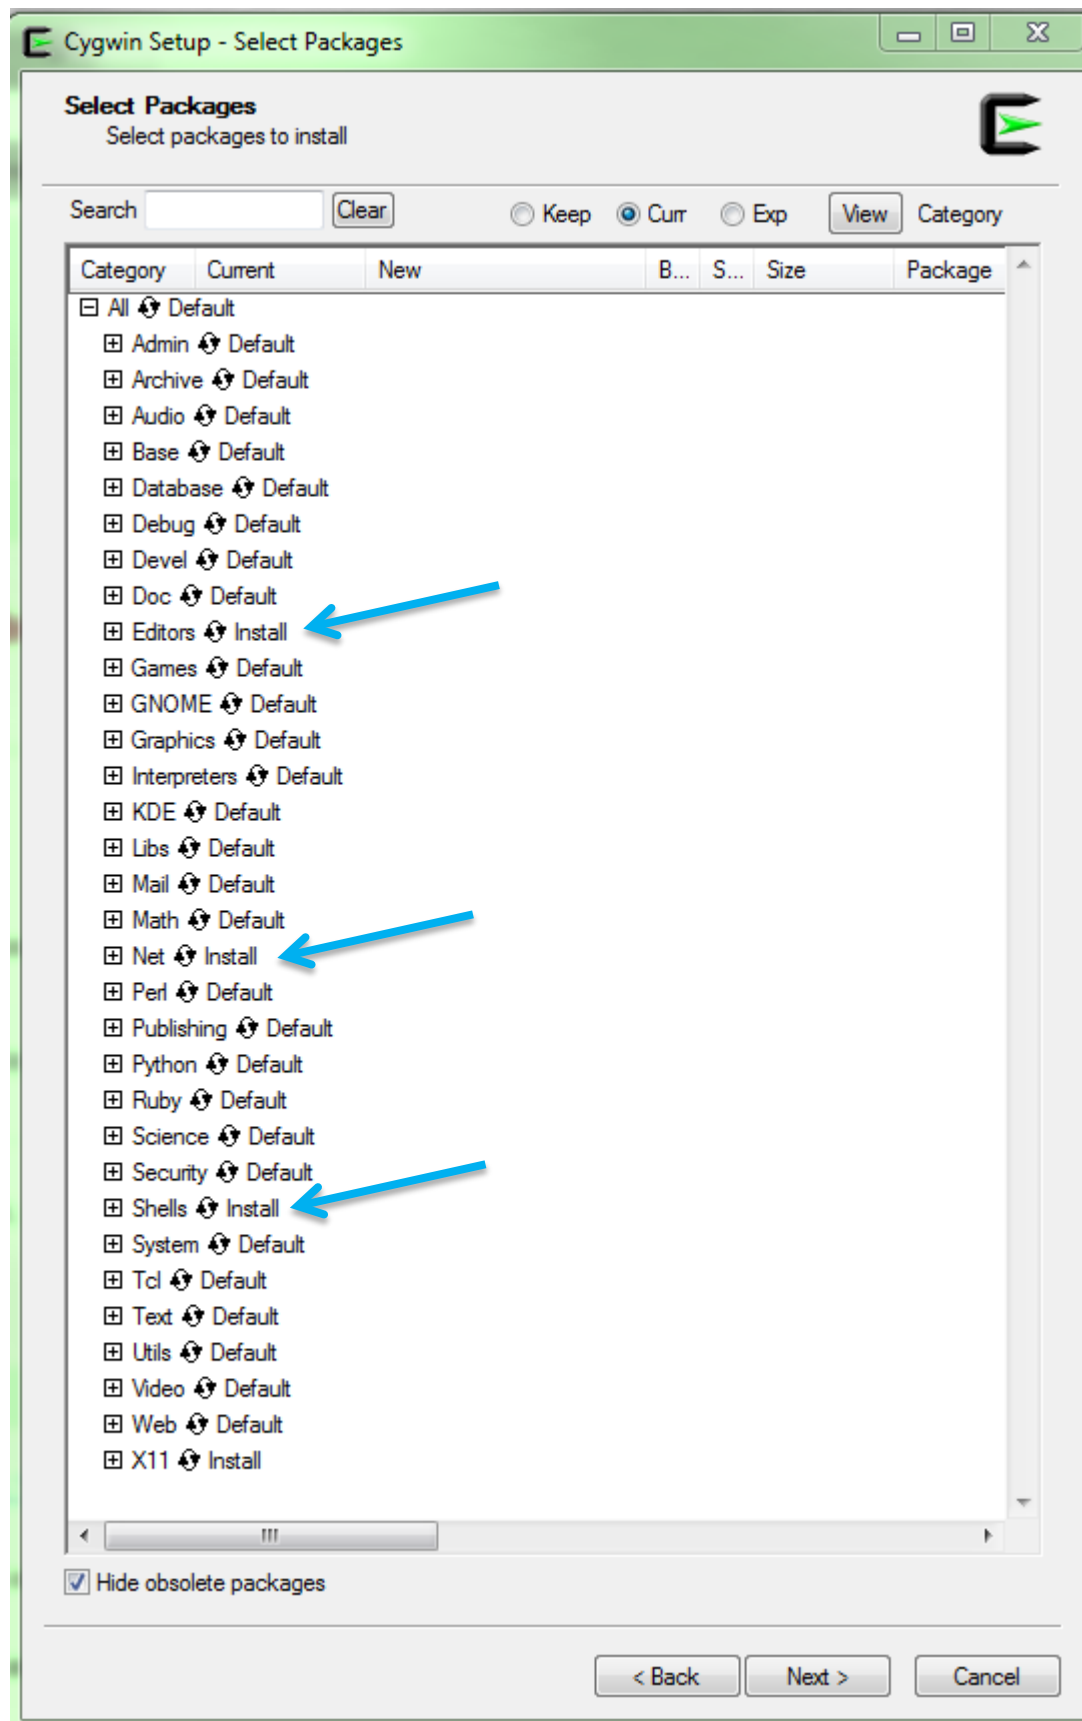 Cygwin Setup - Select Packages
Select Packages
Select packages to install
Search Clear Keep Curr Exp View Category
Category Current New B... S... Size Package
All Default
Admin Default
Archive Default
Audio Default
Base Default
Database Default
Debug Default
Devel Default
Doc Default
Editors Install
Games Default
GNOME Default
Graphics Default
Interpreters Default
KDE Default
Libs Default
Mail Default
Math Default
Net Install
Perl Default
Publishing Default
Python Default
Ruby Default
Science Default
Security Default
Shells Install
System Default
Tcl Default
Text Default
Utils Default
Video Default
Web Default
X11 Install
Hide obsolete packages
< Back Next > Cancel